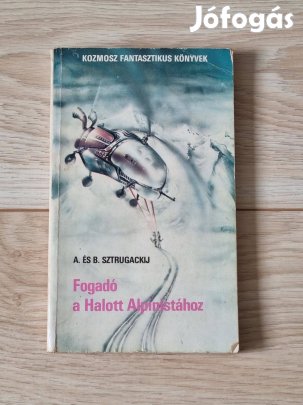 Jófogás
KOZMOSZ FANTASZTIKUS KÖNYVEK
A. ÉS B. SZTRUGACKIJ
Fogadó
a Halott Alpinistához